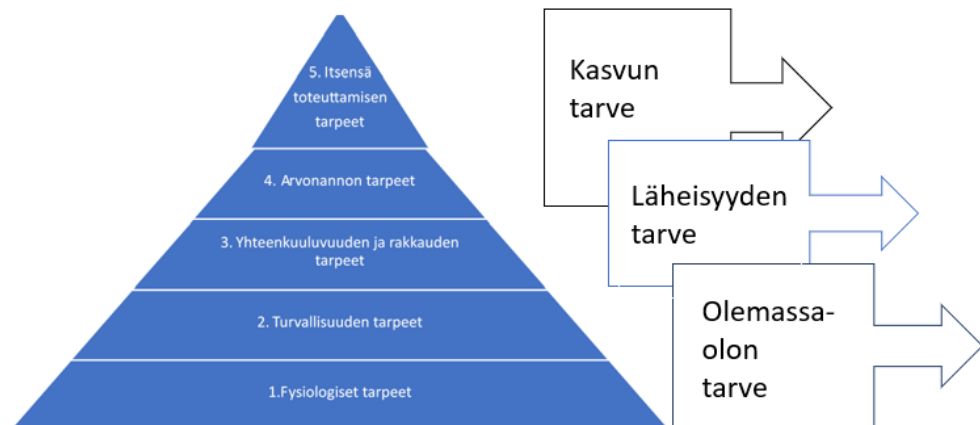 5. Itsensä
toteuttamisen
tarpeet
4. Arvonannon tarpeet
3. Yhteenkuuluvuuden ja rakkauden
tarpeet
2. Turvallisuuden tarpeet
1.Fysiologiset tarpeet
Kasvun
tarve
Läheisyyden
tarve
Olemassa-
olon
tarve